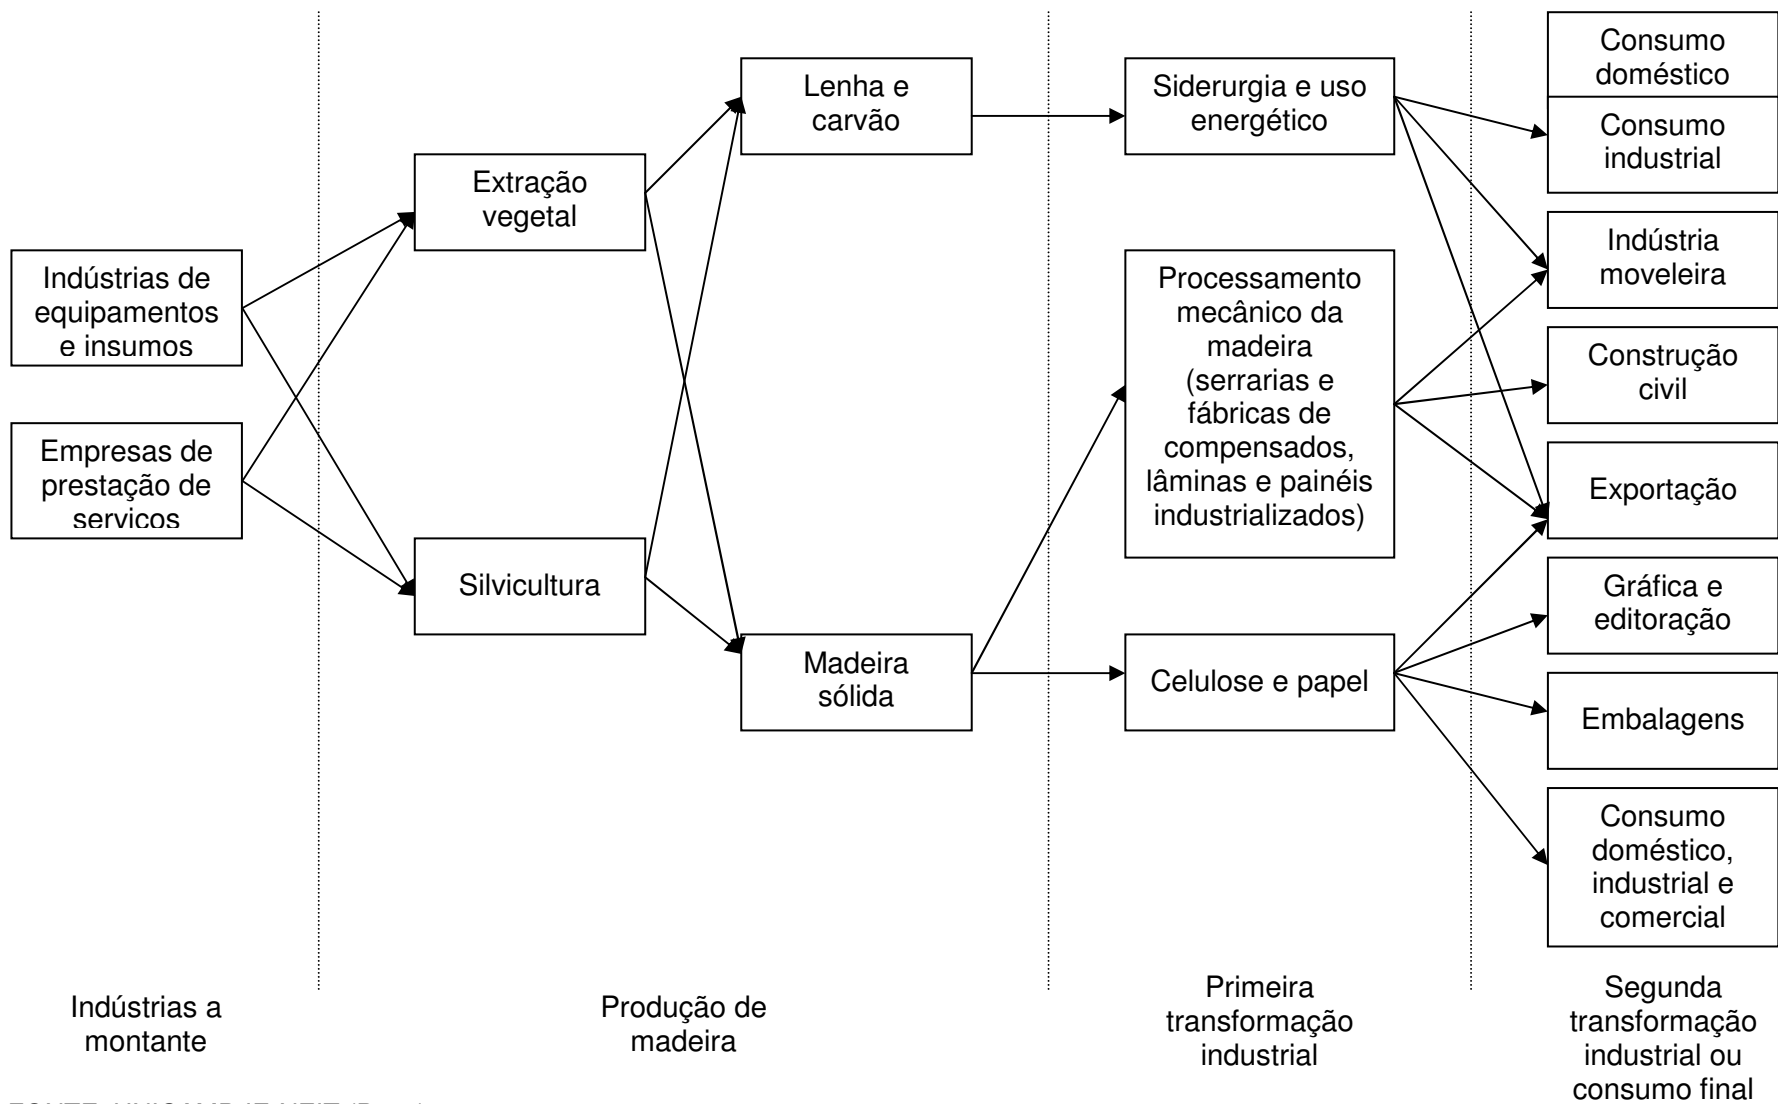 Indústrias de
equipamentos
e insumos
Empresas de
prestação de
serviços
Extração
vegetal
Silvicultura
Lenha e
carvão
Madeira
sólida
Siderurgia e uso
energético
Processamento
mecânico da
madeira
(serrarias e
fábricas de
compensados,
lâminas e painéis
industrializados)
Celulose e papel
Consumo
doméstico
Consumo
industrial
Indústria
moveleira
Construção
civil
Exportação
Gráfica e
editoração
Embalagens
Consumo
doméstico,
industrial e
comercial
Indústrias a
montante
Produção de
madeira
Primeira
transformação
industrial
Segunda
transformação
industrial ou
consumo final